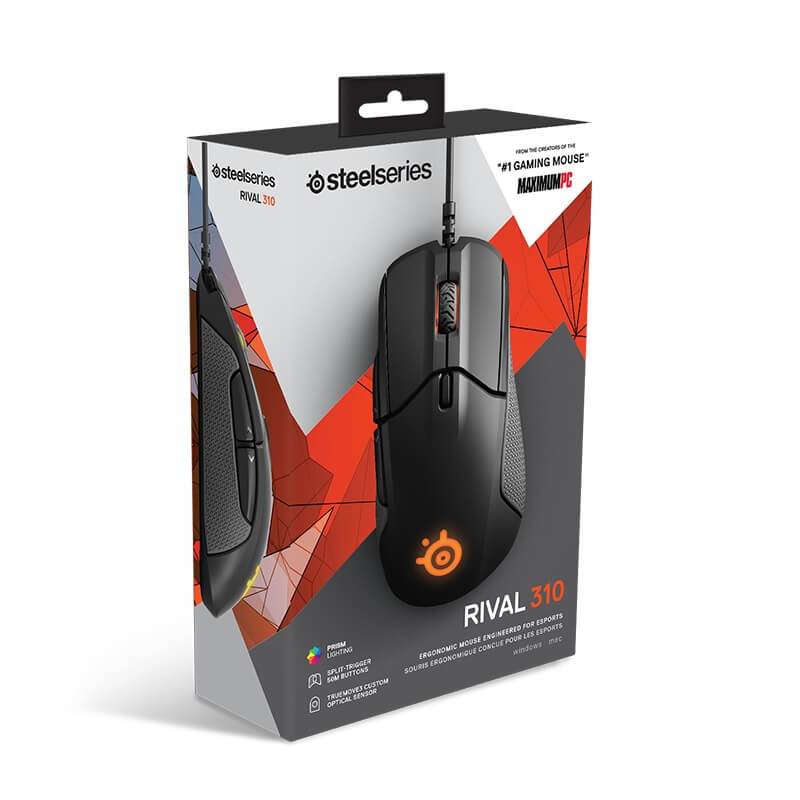 steelseries
RIVAL 310
steelseries
FROM THE CREATORS OF THE
"#1 GAMING MOUSE"
MAXIMUMPC
RIVAL 310
ERGONOMIC MOUSE ENGINEERED FOR ESPORTS
SOURIS ERGONOMIQUE CONCUE POUR LES ESPORTS
windows · mac
PRISM
LIGHTING
SPLIT-TRIGGER
50M BUTTONS
TRUEMOVE3 CUSTOM
OPTICAL SENSOR